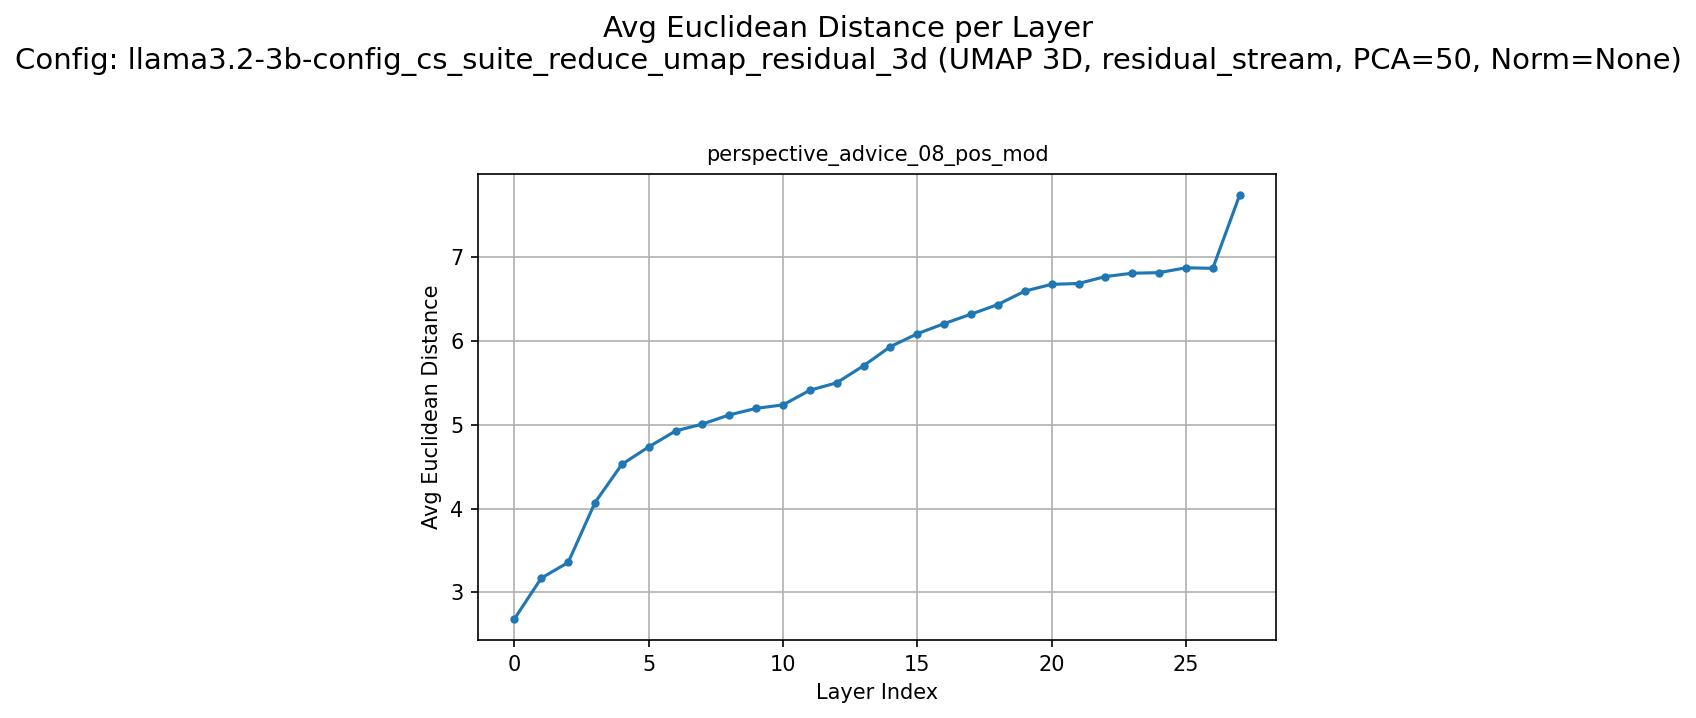 Avg Euclidean Distance per Layer
Config: llama3.2-3b-config_cs_suite_reduce_umap_residual_3d (UMAP 3D, residual_stream, PCA=50, Norm=None)
perspective_advice_08_pos_mod
Avg Euclidean Distance
7
6
5
4
3
0 5 10 15 20 25
Layer Index